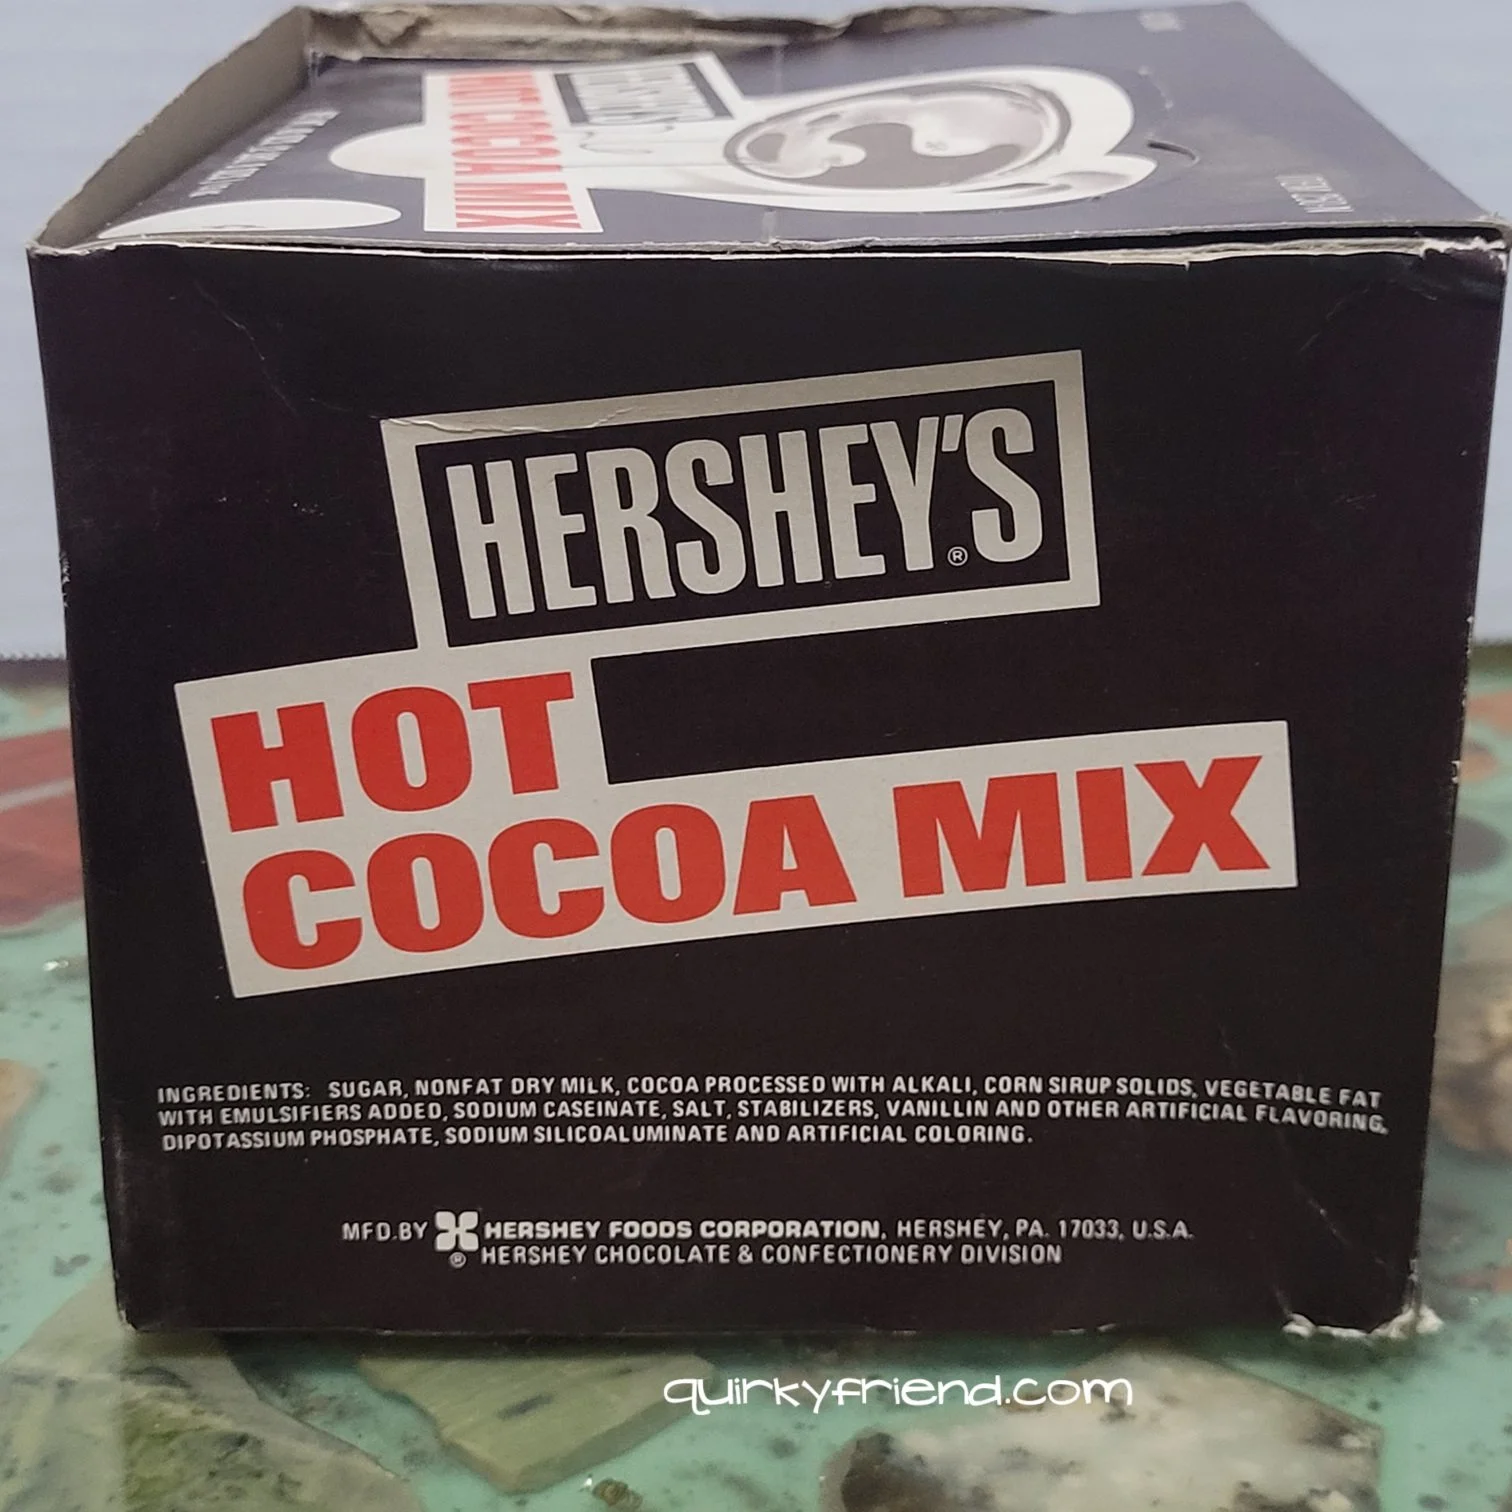 HERSHEY'S
HOT COCOA MIX
HERSHEY'S®
HOT
COCOA MIX
INGREDIENTS: SUGAR, NONFAT DRY MILK, COCOA PROCESSED WITH ALKALI, CORN SIRUP SOLIDS, VEGETABLE FAT
WITH EMULSIFIERS ADDED, SODIUM CASEINATE, SALT, STABILIZERS, VANILLIN AND OTHER ARTIFICIAL FLAVORING,
DIPOTASSIUM PHOSPHATE, SODIUM SILICOALUMINATE AND ARTIFICIAL COLORING.
MFD.BY HERSHEY FOODS CORPORATION, HERSHEY, PA. 17033, U.S.A.
® HERSHEY CHOCOLATE & CONFECTIONERY DIVISION
quirkyfriend.com